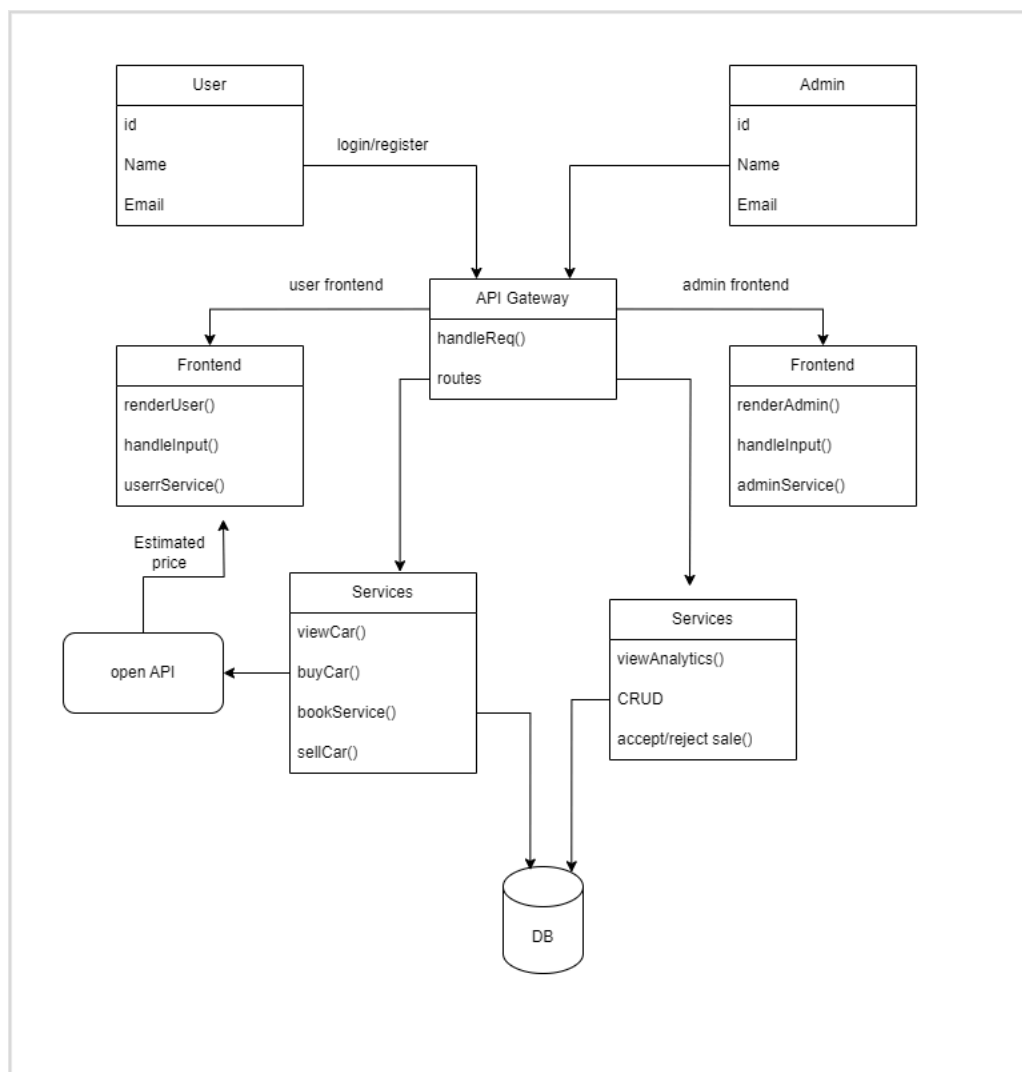 User
id
Name
Email
login/register
Admin
id
Name
Email
API Gateway
handleReq()
routes
user frontend
admin frontend
Frontend
renderUser()
handleInput()
userrService()
Frontend
renderAdmin()
handleInput()
adminService()
Estimated
price
open API
Services
viewCar()
buyCar()
bookService()
sellCar()
Services
viewAnalytics()
CRUD
accept/reject sale()
DB